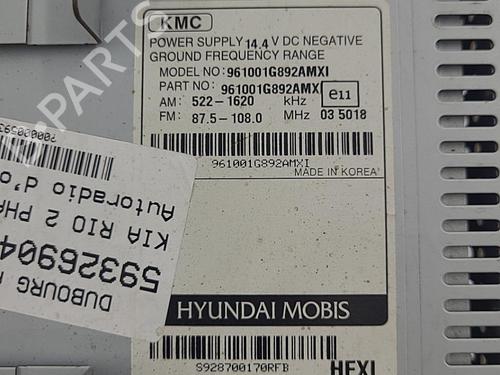 KMC
POWER SUPPLY 14.4 V DC NEGATIVE
GROUND FREQUENCY RANGE
MODEL NO: 961001G892AMXI
PART NO: 961001G892AMX
AM: 522-1620 kHz
FM: 87.5-108.0 MHz
e11
03 5018
961001G892AMXI
MADE IN KOREA
HYUNDAI MOBIS
S928700170RFB
HFXI
DUBOURG
59326904
KIA RIO 2 PHA
Autoradio d'o
B-PARTS